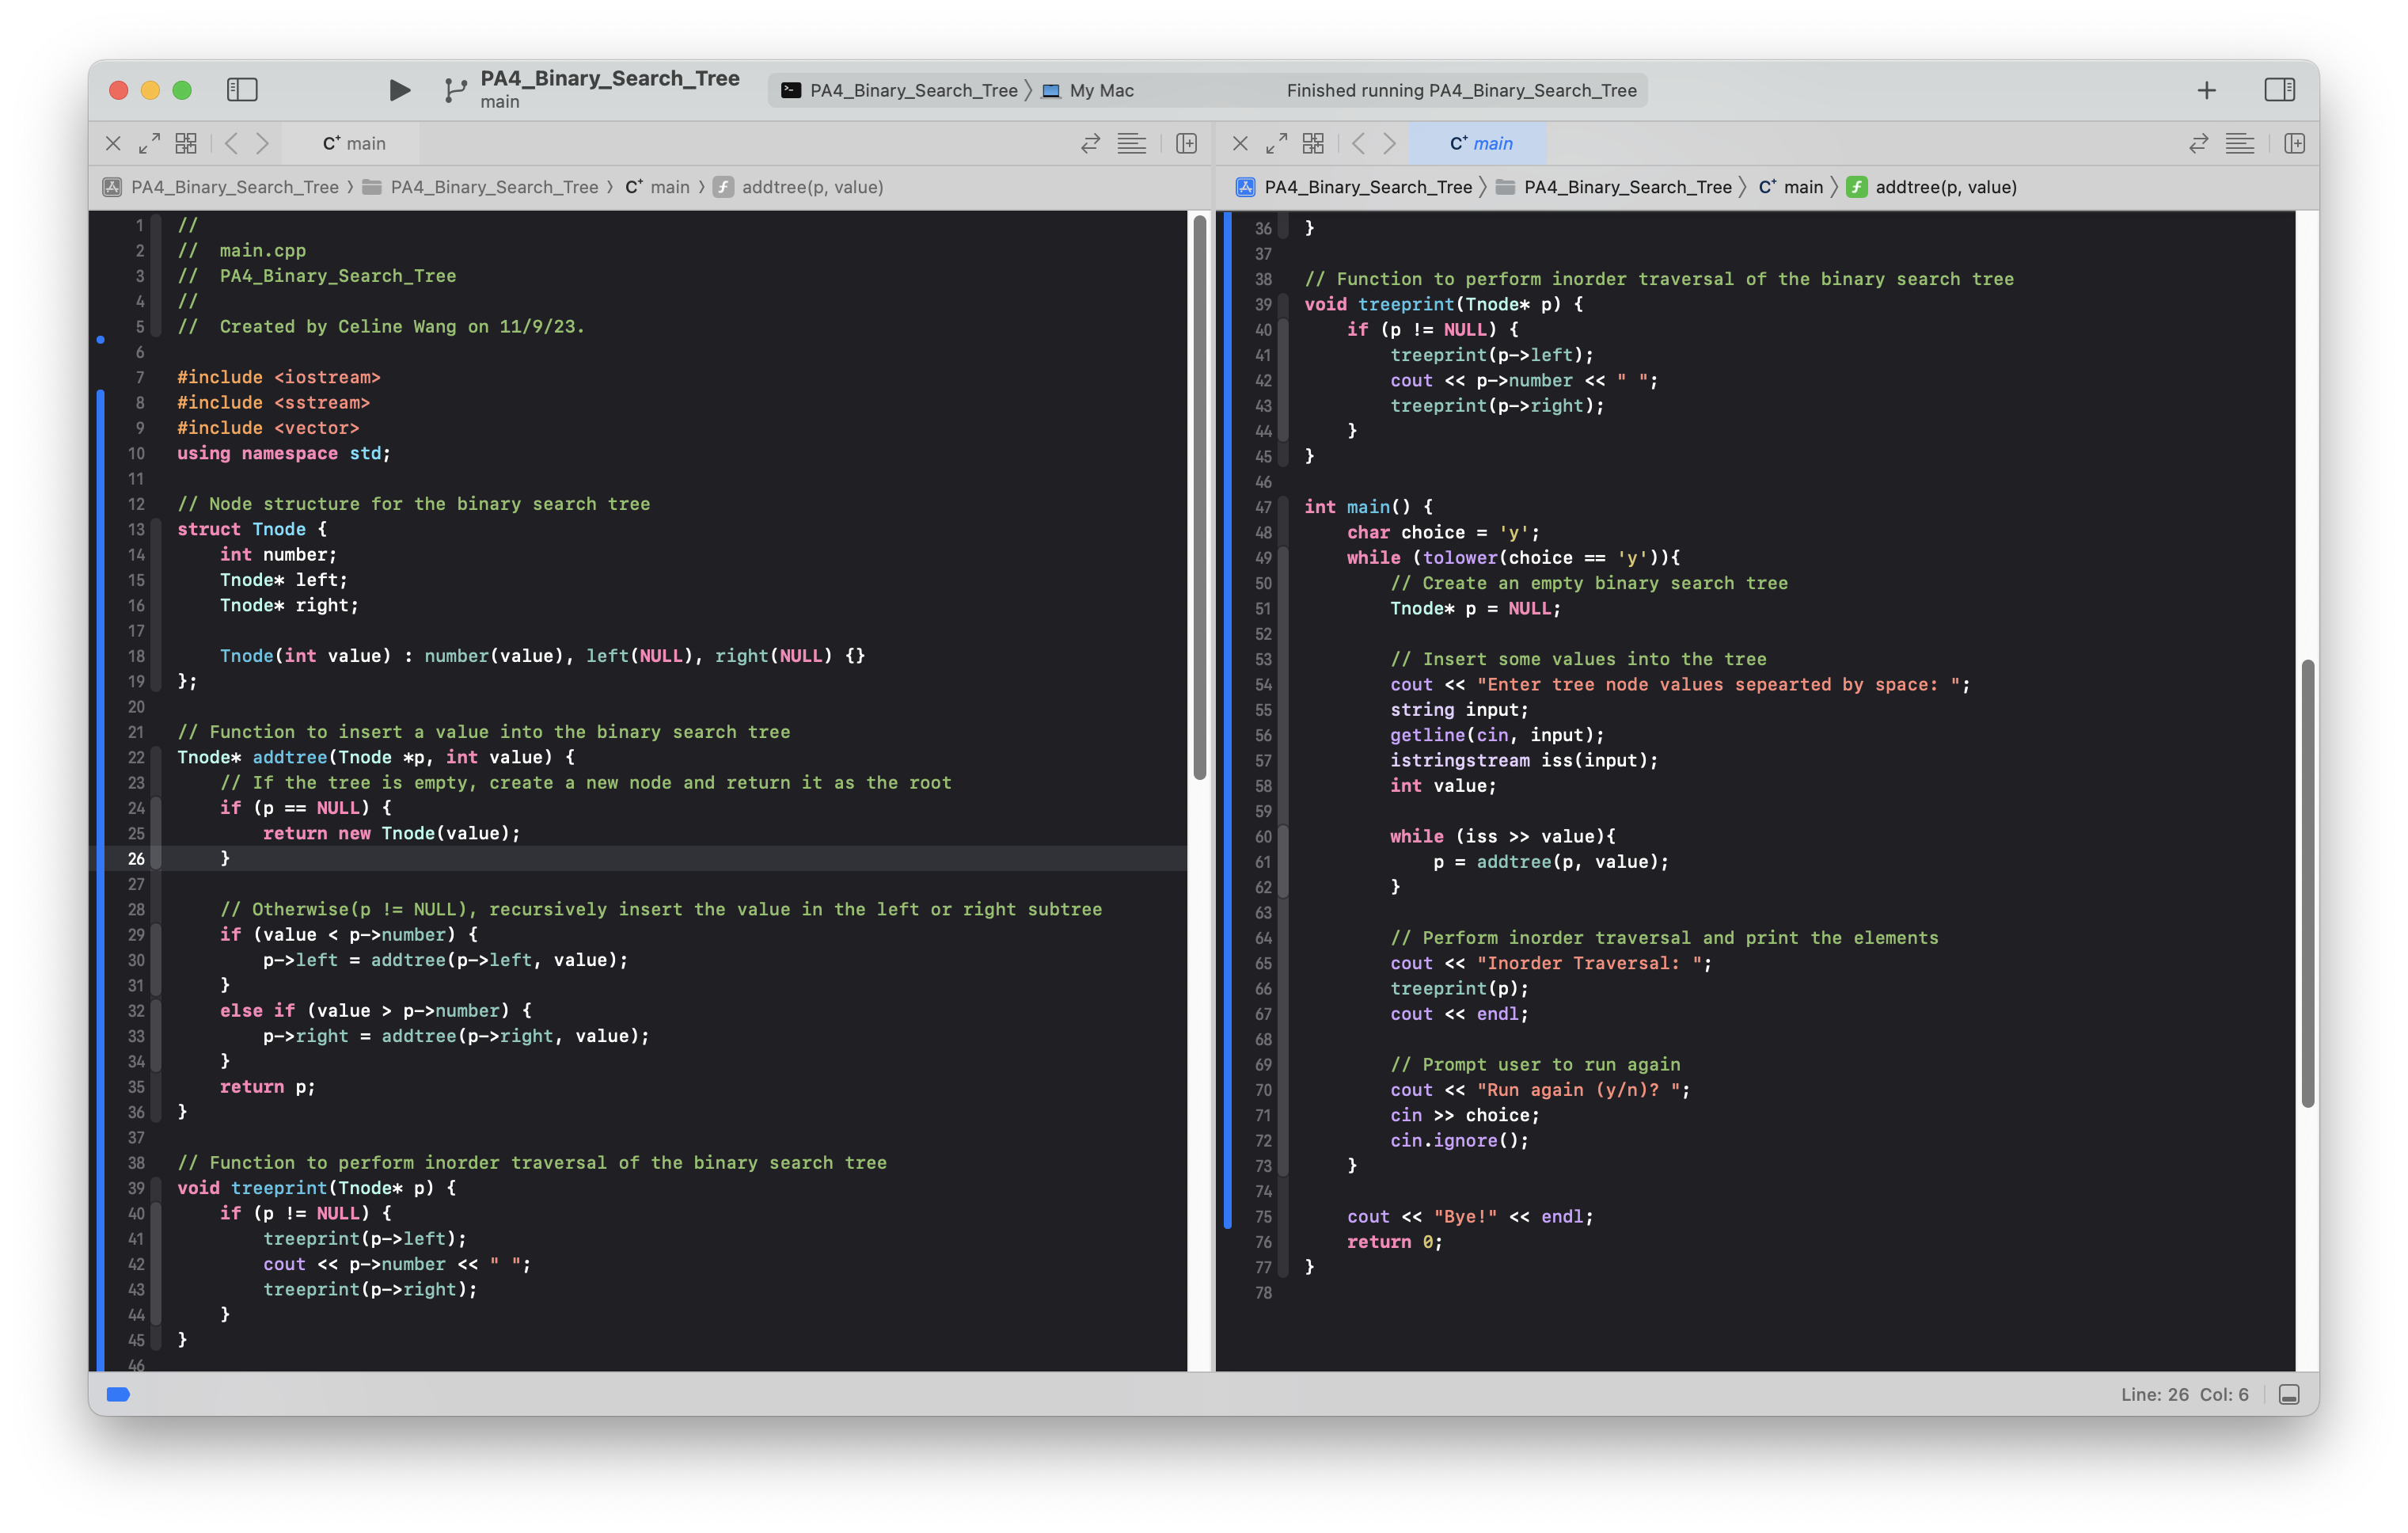 PA4_Binary_Search_Tree
main
PA4_Binary_Search_Tree 〉 My Mac
Finished running PA4_Binary_Search_Tree
C+ main
PA4_Binary_Search_Tree 〉 PA4_Binary_Search_Tree 〉 C+ main 〉 f addtree(p, value)
1 //
2 //  main.cpp
3 //  PA4_Binary_Search_Tree
4 //
5 //  Created by Celine Wang on 11/9/23.
6
7 #include <iostream>
8 #include <sstream>
9 #include <vector>
10 using namespace std;
11
12 // Node structure for the binary search tree
13 struct Tnode {
14     int number;
15     Tnode* left;
16     Tnode* right;
17
18     Tnode(int value) : number(value), left(NULL), right(NULL) {}
19 };
20
21 // Function to insert a value into the binary search tree
22 Tnode* addtree(Tnode *p, int value) {
23     // If the tree is empty, create a new node and return it as the root
24     if (p == NULL) {
25         return new Tnode(value);
26     }
27
28     // Otherwise(p != NULL), recursively insert the value in the left or right subtree
29     if (value < p->number) {
30         p->left = addtree(p->left, value);
31     }
32     else if (value > p->number) {
33         p->right = addtree(p->right, value);
34     }
35     return p;
36 }
37
38 // Function to perform inorder traversal of the binary search tree
39 void treeprint(Tnode* p) {
40     if (p != NULL) {
41         treeprint(p->left);
42         cout << p->number << " ";
43         treeprint(p->right);
44     }
45 }
46
C+ main
PA4_Binary_Search_Tree 〉 PA4_Binary_Search_Tree 〉 C+ main 〉 f addtree(p, value)
36 }
37
38 // Function to perform inorder traversal of the binary search tree
39 void treeprint(Tnode* p) {
40     if (p != NULL) {
41         treeprint(p->left);
42         cout << p->number << " ";
43         treeprint(p->right);
44     }
45 }
46
47 int main() {
48     char choice = 'y';
49     while (tolower(choice == 'y')){
50         // Create an empty binary search tree
51         Tnode* p = NULL;
52
53         // Insert some values into the tree
54         cout << "Enter tree node values sepearted by space: ";
55         string input;
56         getline(cin, input);
57         istringstream iss(input);
58         int value;
59
60         while (iss >> value){
61             p = addtree(p, value);
62         }
63
64         // Perform inorder traversal and print the elements
65         cout << "Inorder Traversal: ";
66         treeprint(p);
67         cout << endl;
68
69         // Prompt user to run again
70         cout << "Run again (y/n)? ";
71         cin >> choice;
72         cin.ignore();
73     }
74
75     cout << "Bye!" << endl;
76     return 0;
77 }
78
Line: 26  Col: 6